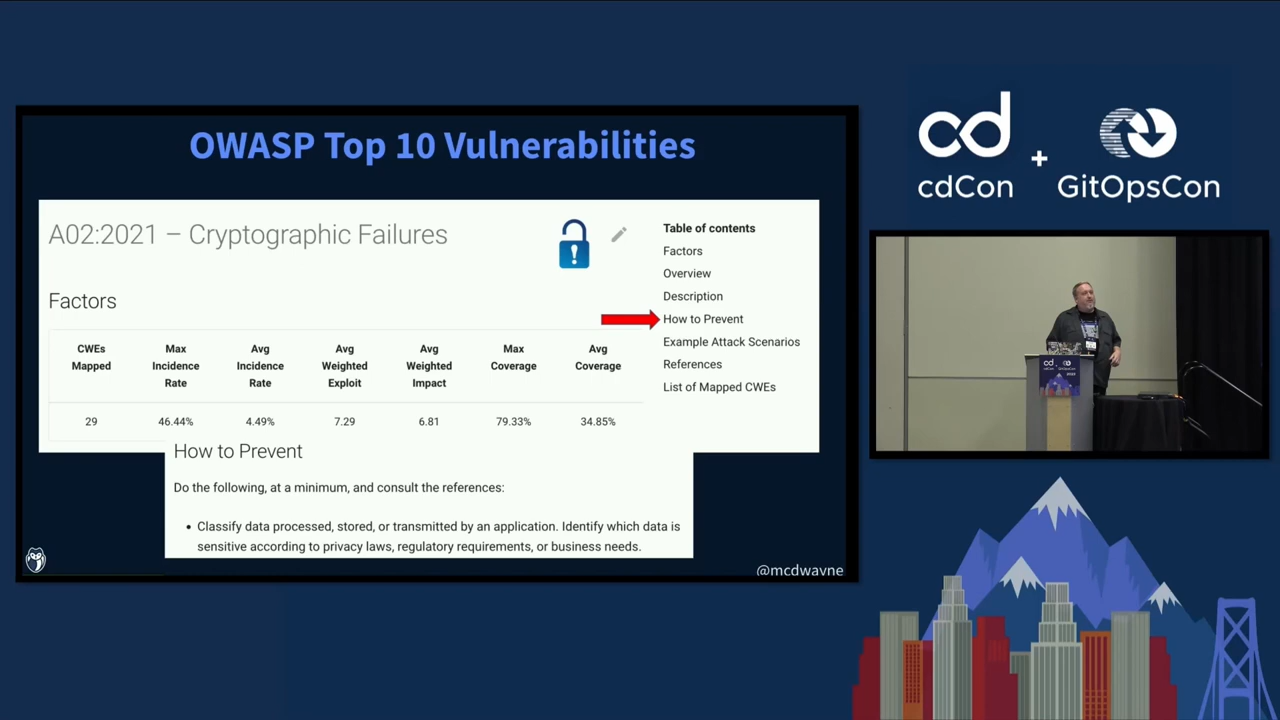 OWASP Top 10 Vulnerabilities
A02:2021 – Cryptographic Failures
Factors
CWEs Mapped
Max Incidence Rate
Avg Incidence Rate
Avg Weighted Exploit
Avg Weighted Impact
Max Coverage
Avg Coverage
29 46.44% 4.49% 7.29 6.81 79.33% 34.85%
Table of contents
Factors
Overview
Description
How to Prevent
Example Attack Scenarios
References
List of Mapped CWEs
How to Prevent
Do the following, at a minimum, and consult the references:
• Classify data processed, stored, or transmitted by an application. Identify which data is
sensitive according to privacy laws, regulatory requirements, or business needs.
@mcdwayne
cd + 
cdCon GitOpsCon
cd